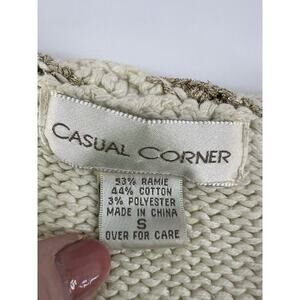 CASUAL CORNER
53% RAMIE
44% COTTON
3% POLYESTER
MADE IN CHINA
S
OVER FOR CARE